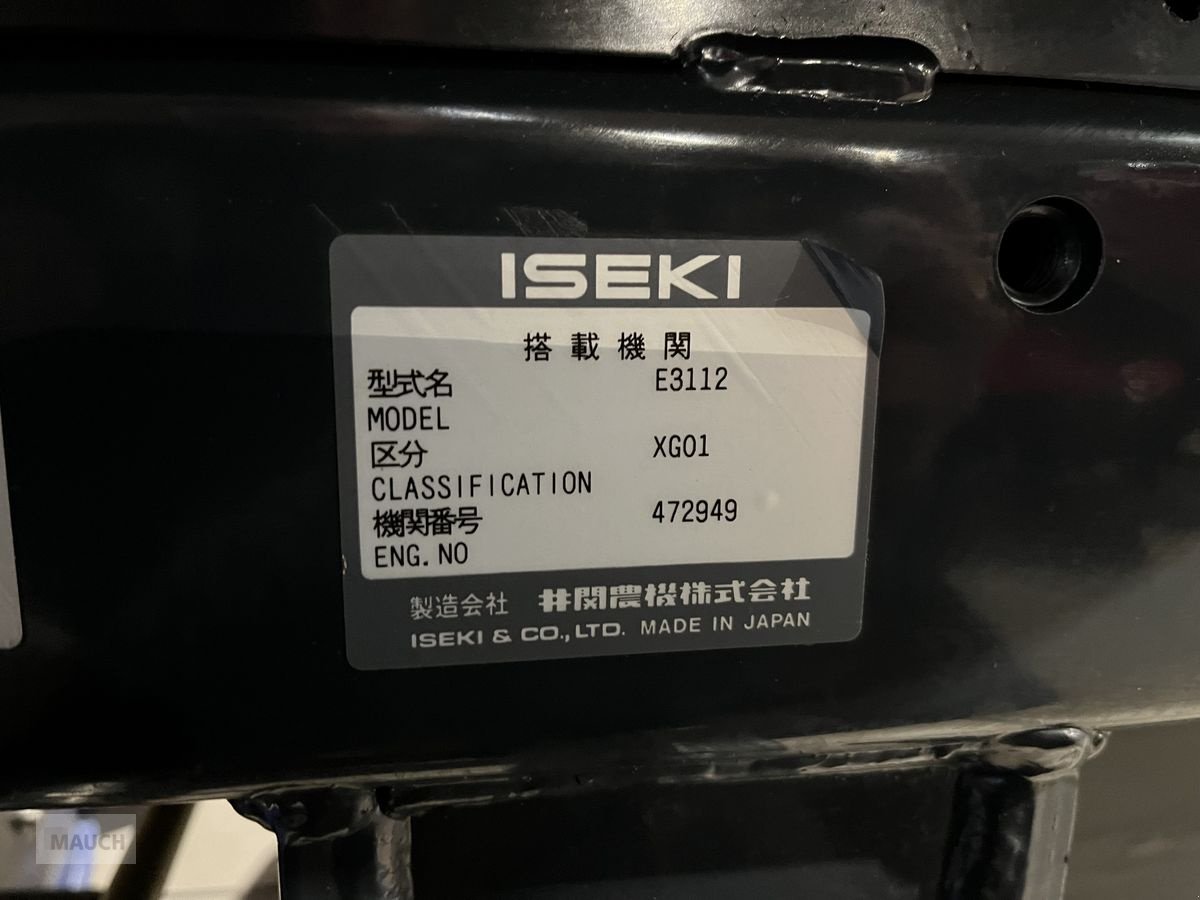 ISEKI
搭載機関
型式名 E3112
MODEL
区分 XG01
CLASSIFICATION
機関番号 472949
ENG.NO
製造会社 井関農機株式会社
ISEKI & CO.,LTD. MADE IN JAPAN
MAUCH